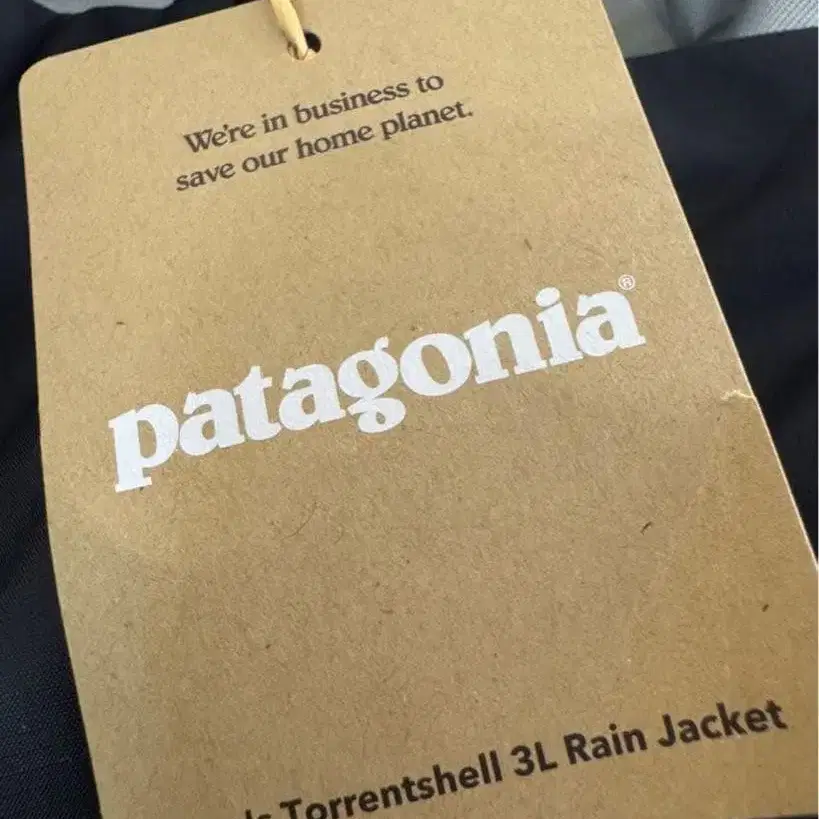 We're in business to
save our home planet.
patagonia®
Torrentshell 3L Rain Jacket